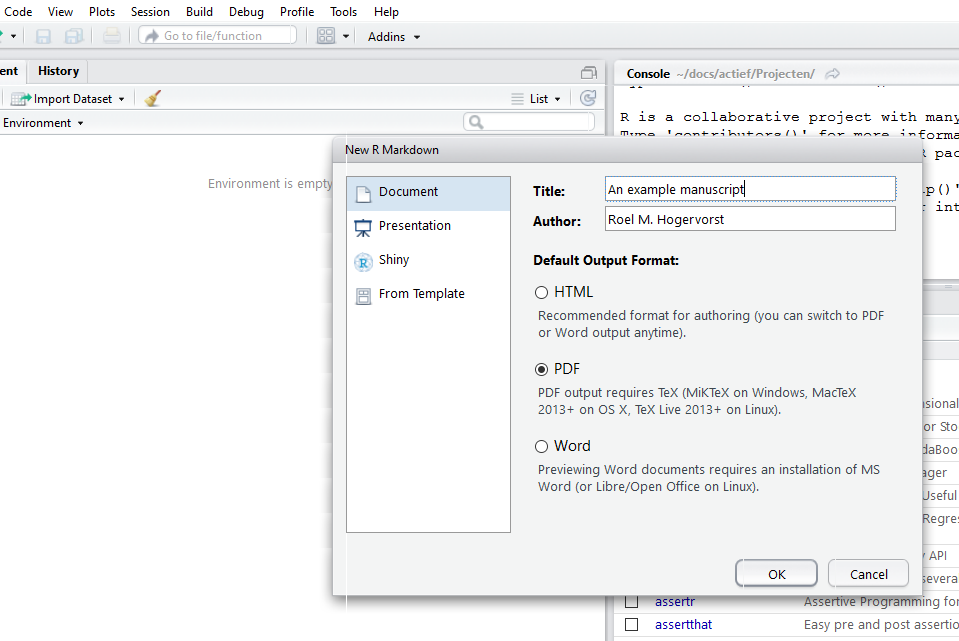 Code View Plots Session Build Debug Profile Tools Help
Go to file/function Addins
History
Import Dataset List
Environment
Environment is empty
Console ~/docs/actief/Projecten/
R is a collaborative project with many
Type 'contributors()' for more
New R Markdown
Document
Presentation
Shiny
From Template
Title: An example manuscript
Author: Roel M. Hogervorst
Default Output Format:
HTML
Recommended format for authoring (you can switch to PDF
or Word output anytime).
PDF
PDF output requires TeX (MiKTeX on Windows, MacTeX
2013+ on OS X, TeX Live 2013+ on Linux).
Word
Previewing Word documents requires an installation of MS
Word (or Libre/Open Office on Linux).
OK Cancel
or Sto
Useful
Regres
API
assertr Assertive Programming for
assertthat Easy pre and post assertio